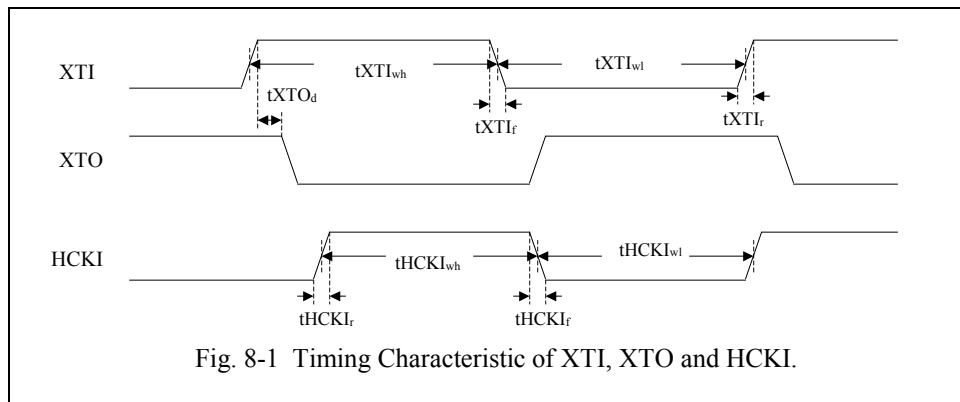 XTI
tXTIwh
tXTIwl
tXTOd
tXTIf
tXTIr
XTO
HCKI
tHCKIwh
tHCKIwl
tHCKIr
tHCKIf
Fig. 8-1 Timing Characteristic of XTI, XTO and HCKI.